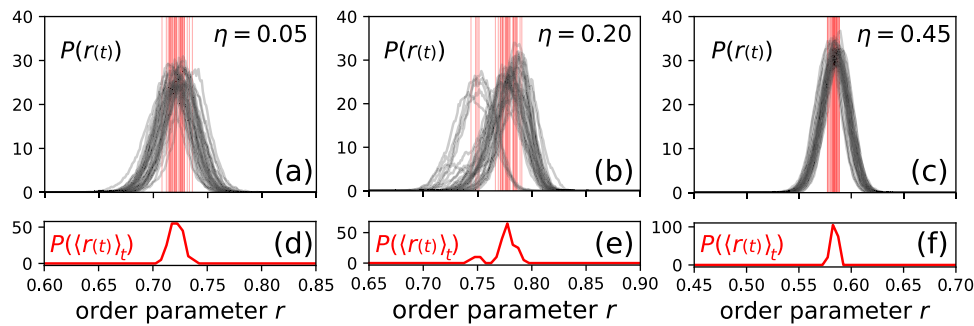 40
30
20
10
0
P(r(t))
η = 0.05
(a)
40
30
20
10
0
P(r(t))
η = 0.20
(b)
40
30
20
10
0
P(r(t))
η = 0.45
(c)
50
0
P(⟨r(t)⟩t)
(d)
50
0
P(⟨r(t)⟩t)
(e)
100
0
P(⟨r(t)⟩t)
(f)
0.60 0.65 0.70 0.75 0.80 0.85
0.65 0.70 0.75 0.80 0.85 0.90
0.45 0.50 0.55 0.60 0.65 0.70
order parameter r
order parameter r
order parameter r